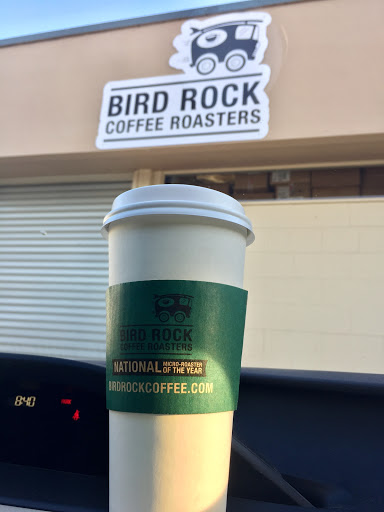 BIRD ROCK
COFFEE ROASTERS
BIRD ROCK
COFFEE ROASTERS
NATIONAL MICRO-ROASTER OF THE YEAR
BIRDROCKCOFFEE.COM
8:40